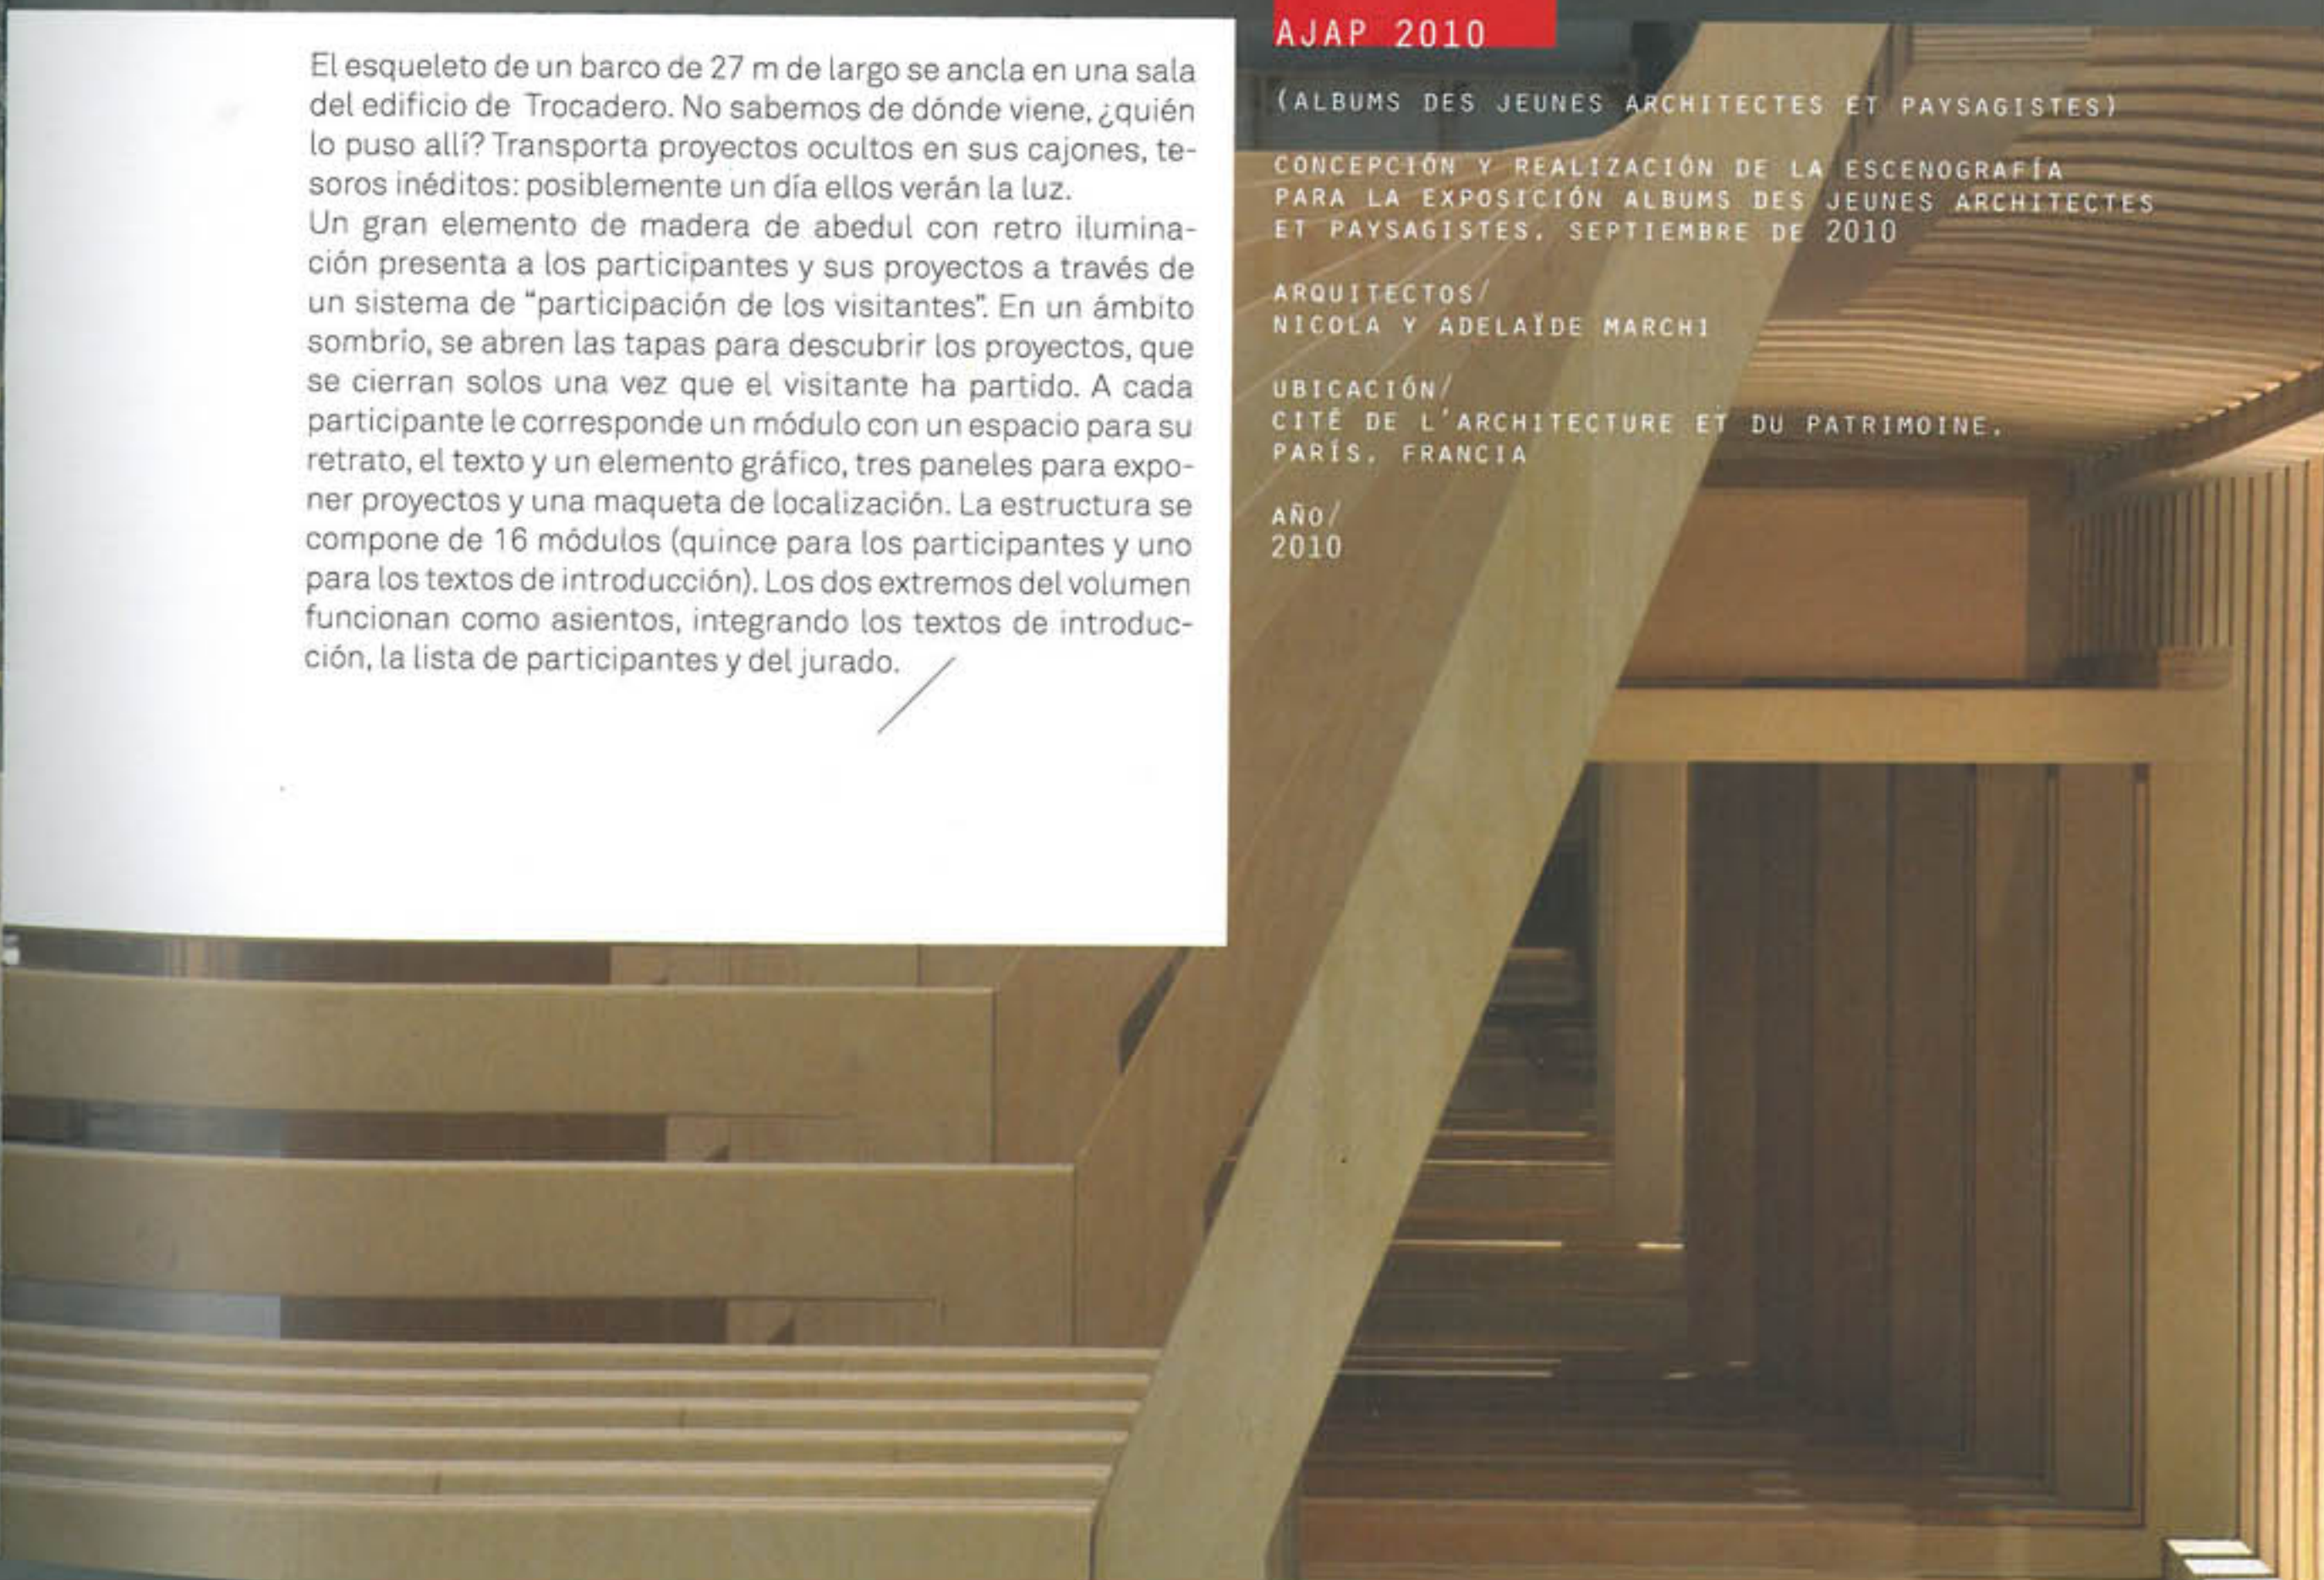 El esqueleto de un barco de 27 m de largo se ancla en una sala
del edificio de Trocadero. No sabemos de dónde viene, ¿quién
lo puso allí? Transporta proyectos ocultos en sus cajones, te-
soros inéditos: posiblemente un día ellos verán la luz.
Un gran elemento de madera de abedul con retro ilumina-
ción presenta a los participantes y sus proyectos a través de
un sistema de “participación de los visitantes”. En un ámbito
sombrío, se abren las tapas para descubrir los proyectos, que
se cierran solos una vez que el visitante ha partido. A cada
participante le corresponde un módulo con un espacio para su
retrato, el texto y un elemento gráfico, tres paneles para expo-
ner proyectos y una maqueta de localización. La estructura se
compone de 16 módulos (quince para los participantes y uno
para los textos de introducción). Los dos extremos del volumen
funcionan como asientos, integrando los textos de introduc-
ción, la lista de participantes y del jurado.
AJAP 2010
(ALBUMS DES JEUNES ARCHITECTES ET PAYSAGISTES)
CONCEPCIÓN Y REALIZACIÓN DE LA ESCENOGRAFÍA
PARA LA EXPOSICIÓN ALBUMS DES JEUNES ARCHITECTES
ET PAYSAGISTES, SEPTIEMBRE DE 2010
ARQUITECTOS/
NICOLA Y ADELAÏDE MARCHI
UBICACIÓN/
CITÉ DE L'ARCHITECTURE ET DU PATRIMOINE,
PARÍS, FRANCIA
AÑO/
2010